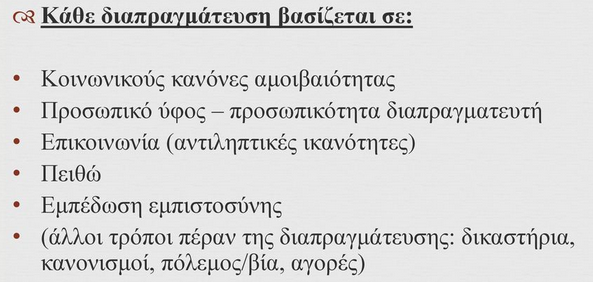 Κάθε διαπραγμάτευση βασίζεται σε:
• Κοινωνικούς κανόνες αμοιβαιότητας
• Προσωπικό ύφος – προσωπικότητα διαπραγματευτή
• Επικοινωνία (αντιληπτικές ικανότητες)
• Πειθώ
• Εμπέδωση εμπιστοσύνης
• (άλλοι τρόποι πέραν της διαπραγμάτευσης: δικαστήρια,
κανονισμοί, πόλεμος/βία, αγορές)